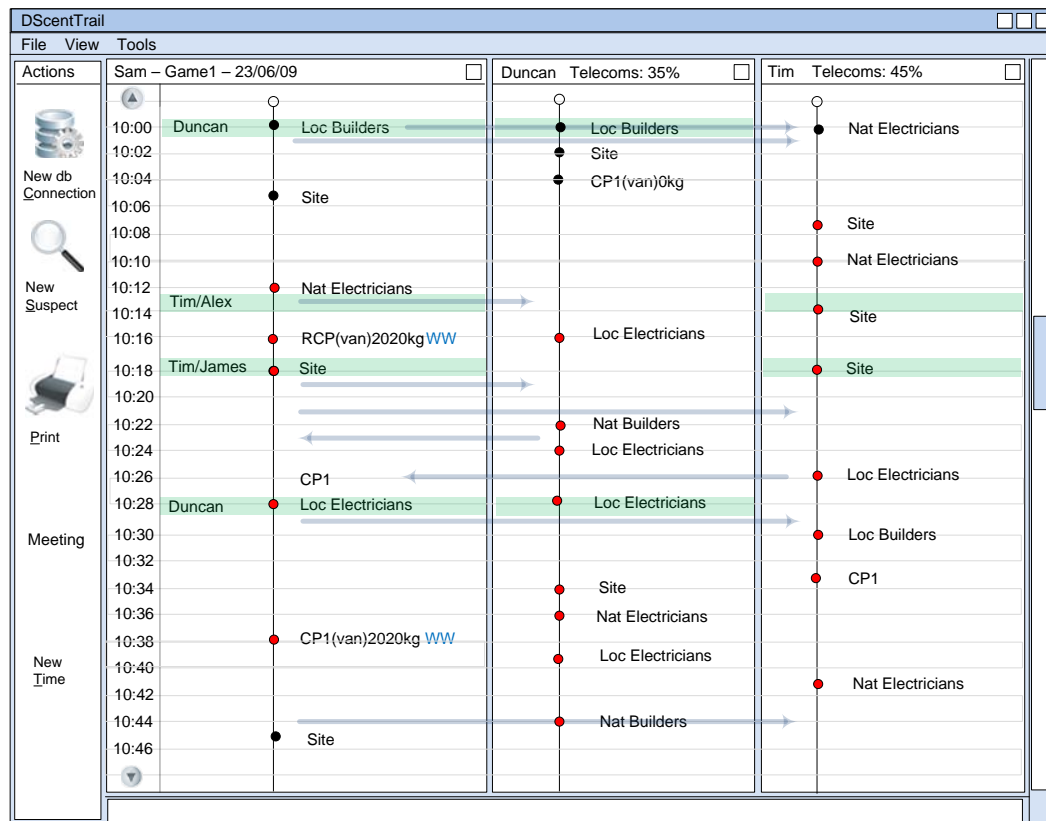 DScentTrail
File View Tools
Actions
New db
Connection
New
Suspect
Print
Meeting
New
Time
Sam – Game1 – 23/06/09
10:00
10:02
10:04
10:06
10:08
10:10
10:12
10:14
10:16
10:18
10:20
10:22
10:24
10:26
10:28
10:30
10:32
10:34
10:36
10:38
10:40
10:42
10:44
10:46
Duncan Loc Builders
Site
Nat Electricians
Tim/Alex
RCP(van)2020kg WW
Tim/James Site
CP1
Duncan Loc Electricians
CP1(van)2020kg WW
Site
Duncan Telecoms: 35%
Loc Builders
Site
CP1(van)0kg
Loc Electricians
Nat Builders
Loc Electricians
Loc Electricians
Site
Nat Electricians
Loc Electricians
Nat Builders
Tim Telecoms: 45%
Nat Electricians
Site
Nat Electricians
Site
Site
Loc Electricians
Loc Builders
CP1
Nat Electricians